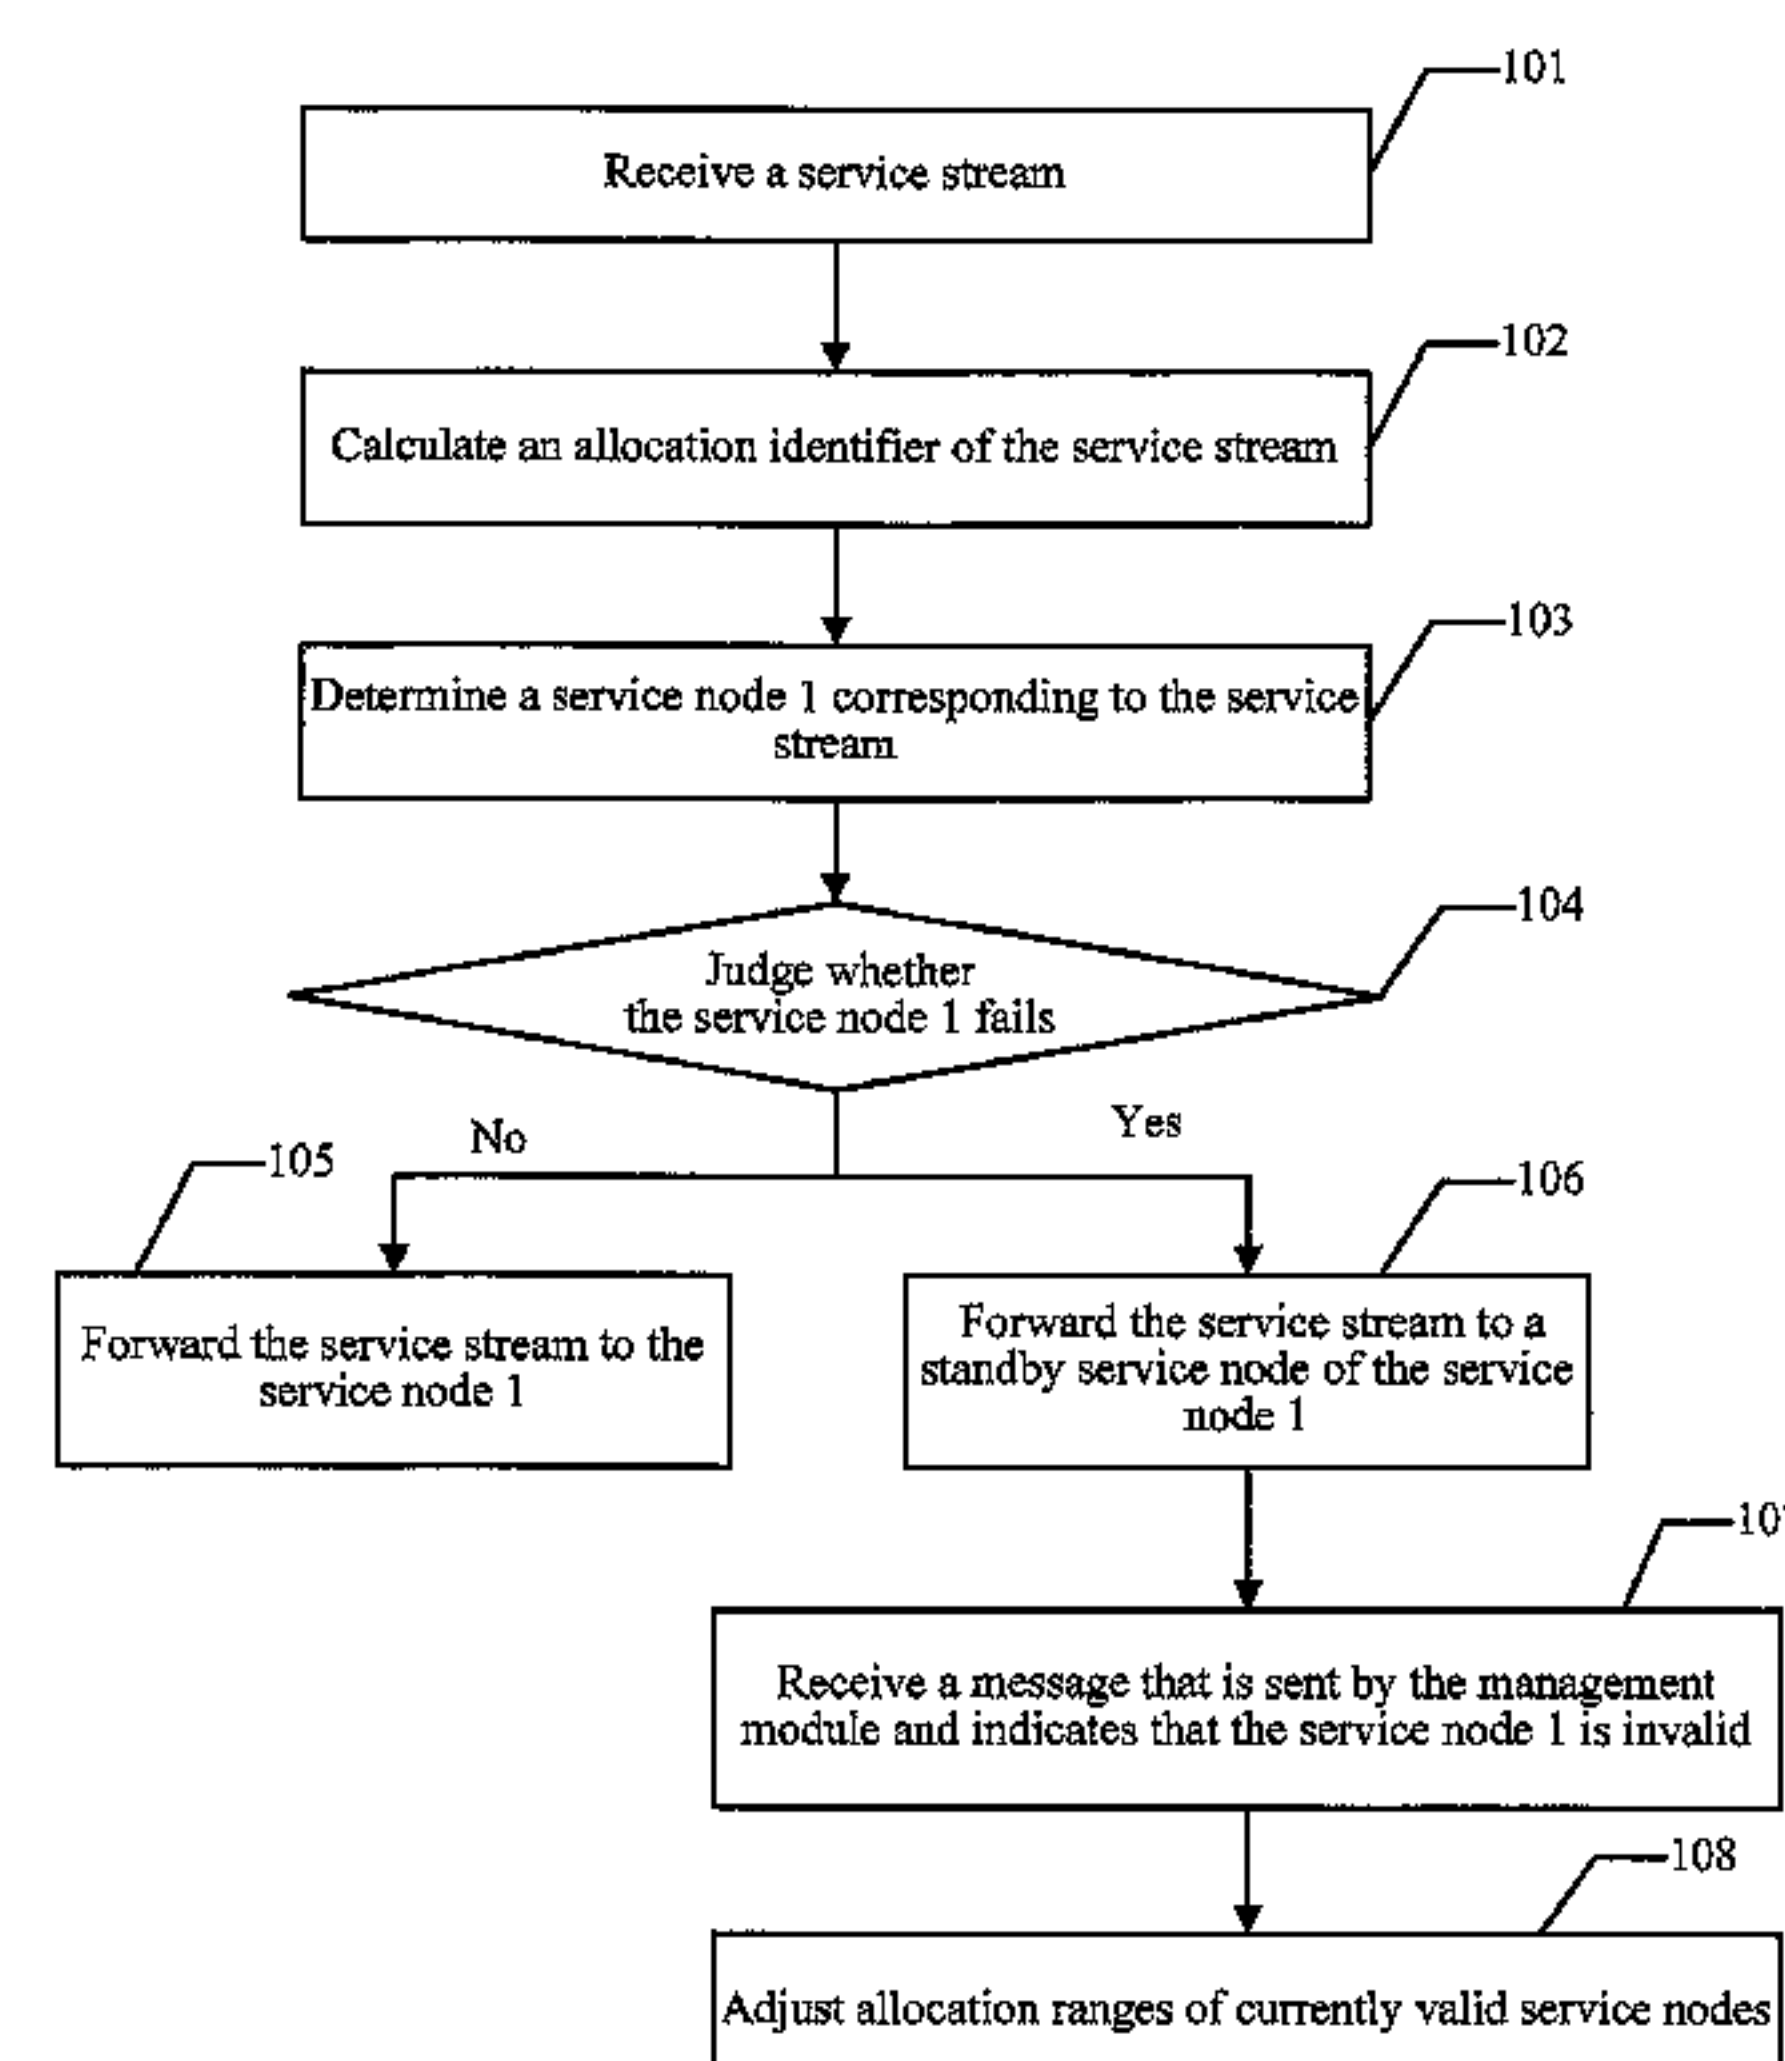 101
Receive a service stream
102
Calculate an allocation identifier of the service stream
103
Determine a service node 1 corresponding to the service
stream
104
Judge whether
the service node 1 fails
No
Yes
105
106
Forward the service stream to the
service node 1
Forward the service stream to a
standby service node of the service
node 1
Receive a message that is sent by the management
module and indicates that the service node 1 is invalid
108
Adjust allocation ranges of currently valid service nodes